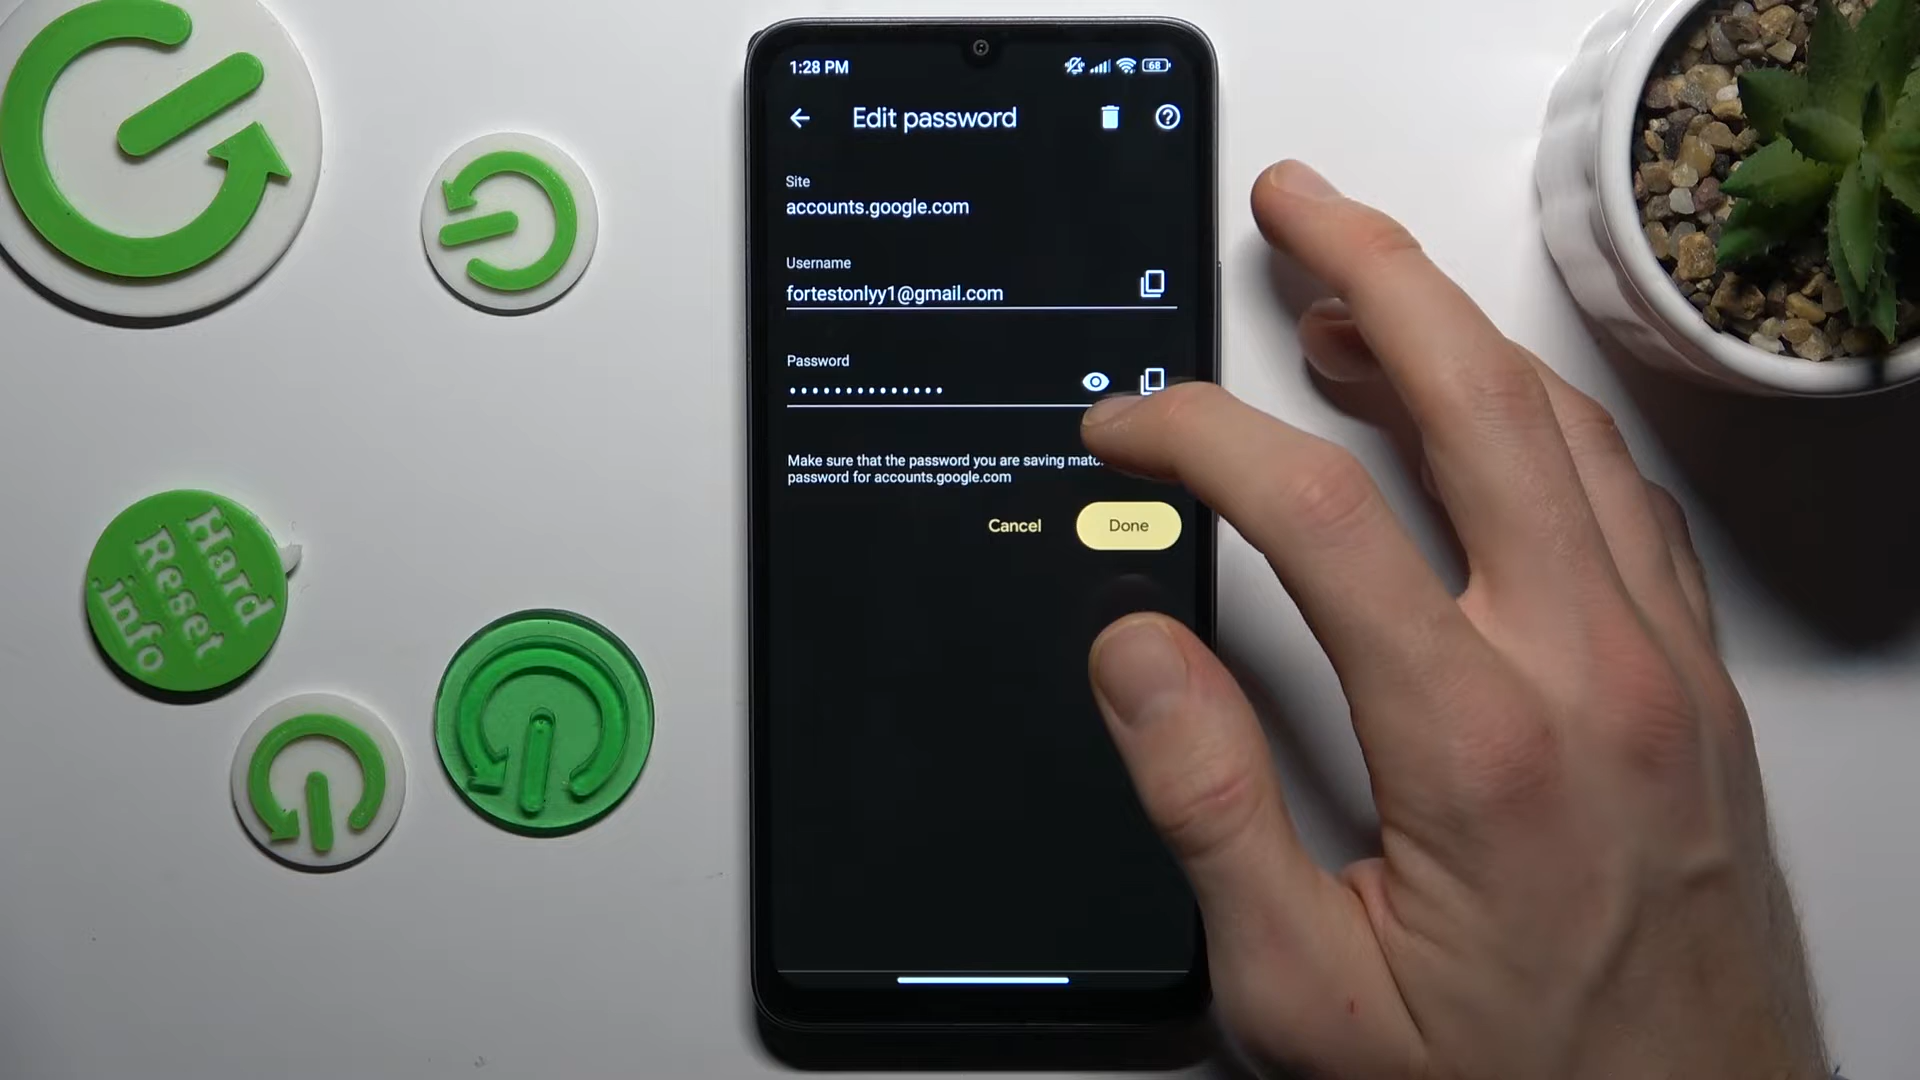 1:28 PM
68
Edit password
Site
accounts.google.com
Username
fortestonlyy1@gmail.com
Password
••••••••••••••
Make sure that the password you are saving
password for accounts.google.com
Cancel
Done
Hard
Reset
.info